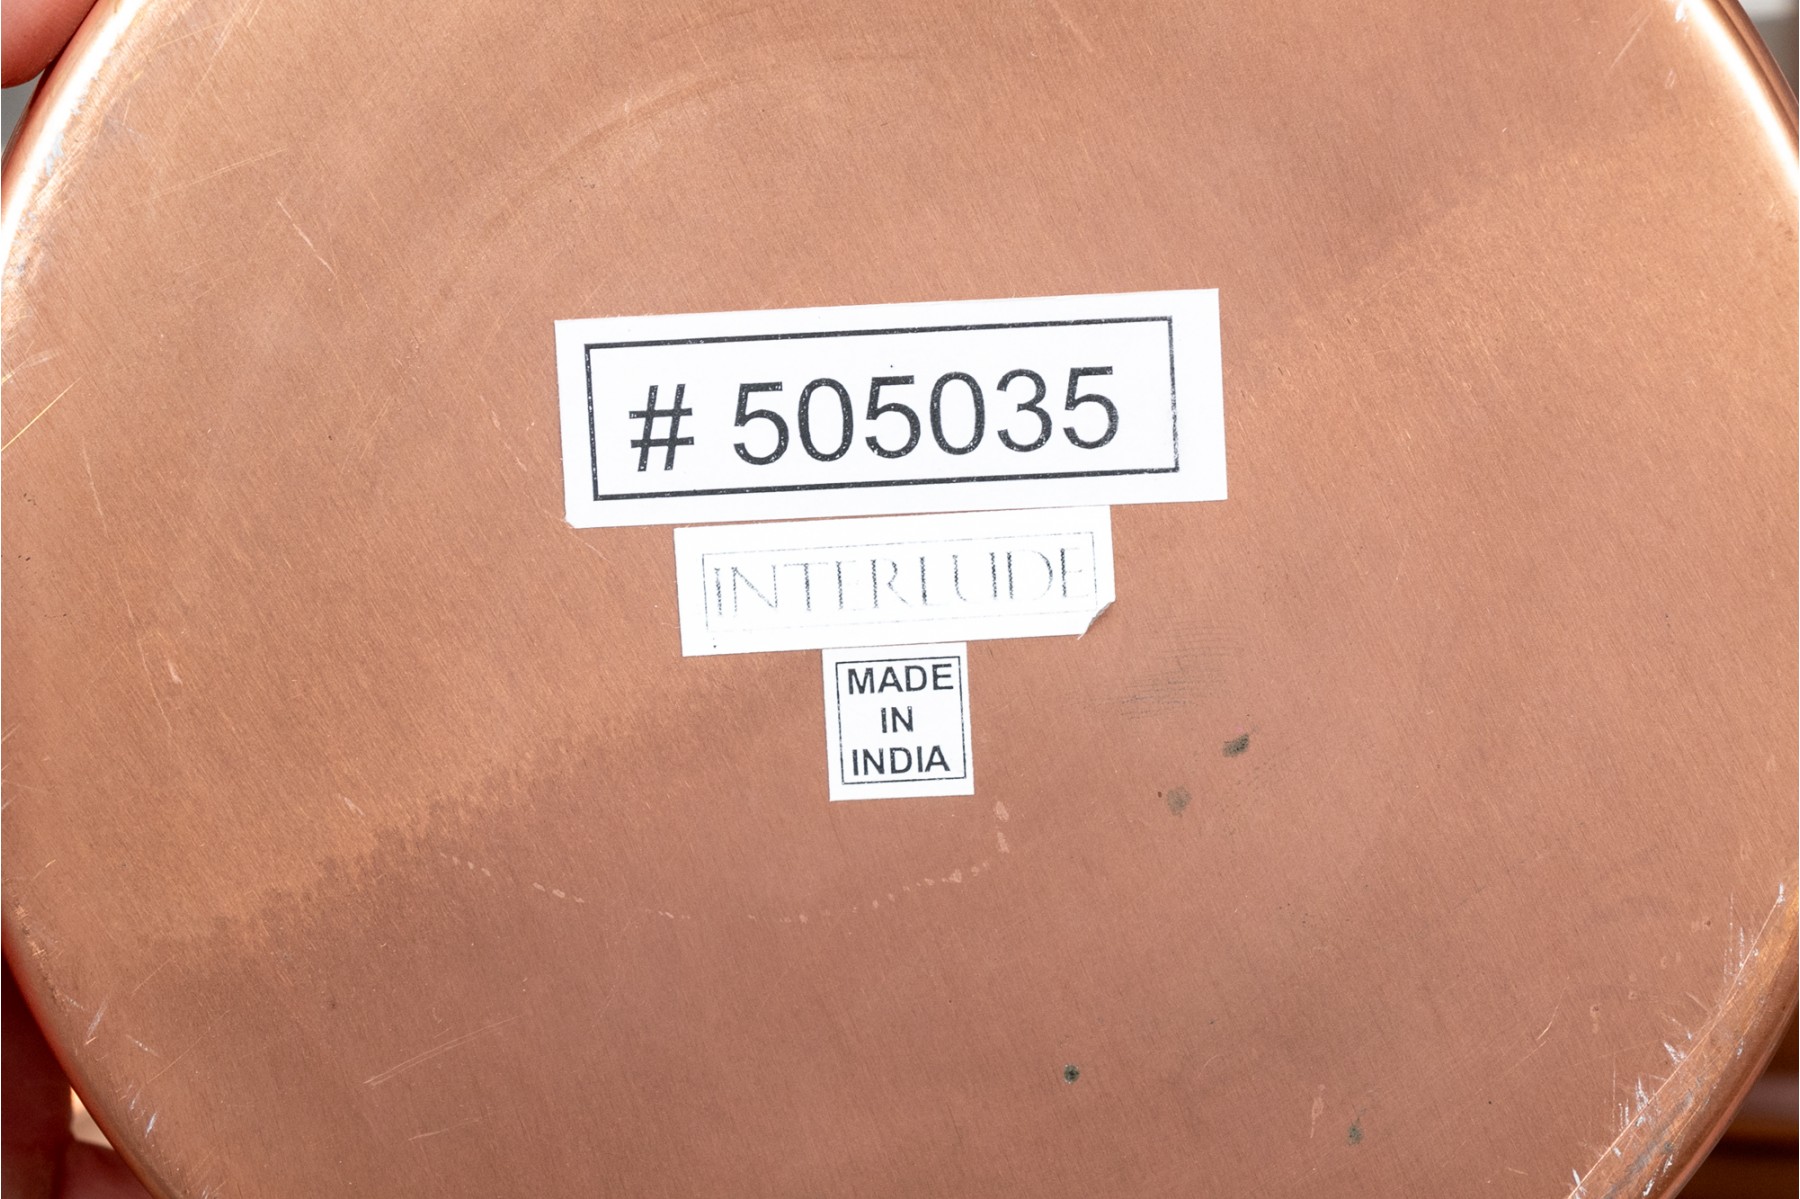 # 505035
INTERLUDE
MADE
IN
INDIA